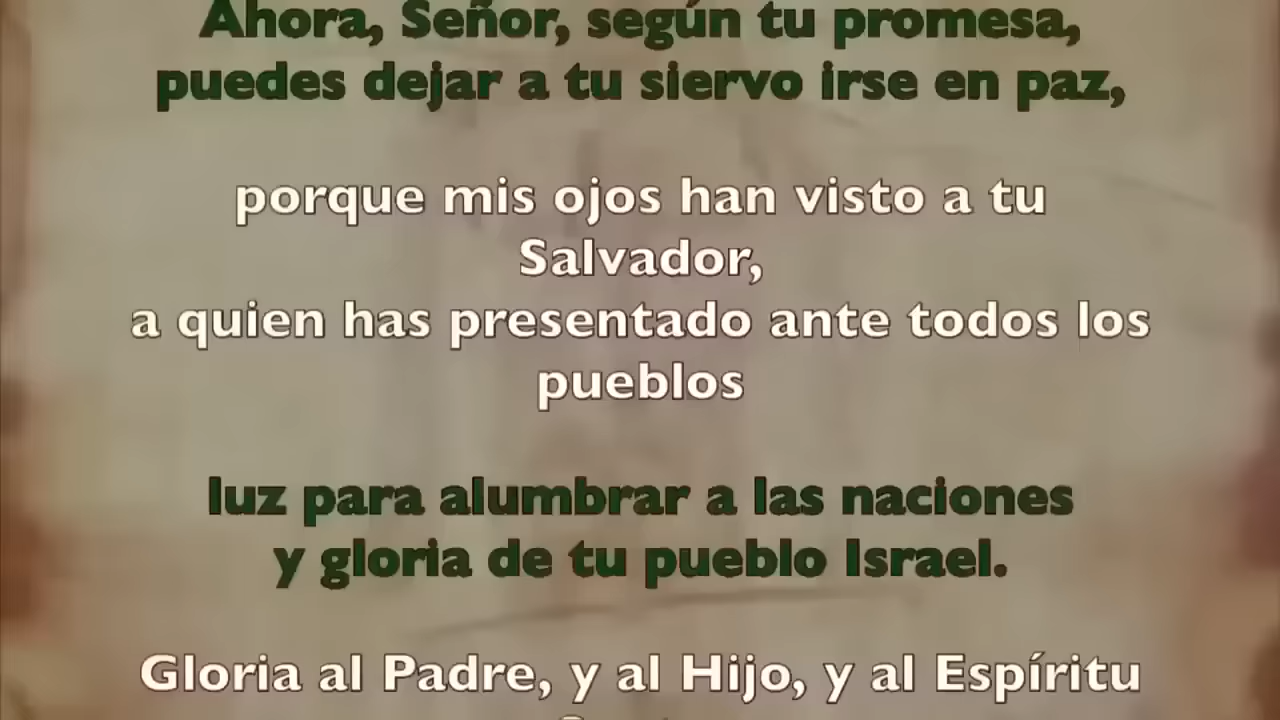 Ahora, Señor, según tu promesa,
puedes dejar a tu siervo irse en paz,
porque mis ojos han visto a tu
Salvador,
a quien has presentado ante todos los
pueblos
luz para alumbrar a las naciones
y gloria de tu pueblo Israel.
Gloria al Padre, y al Hijo, y al Espíritu